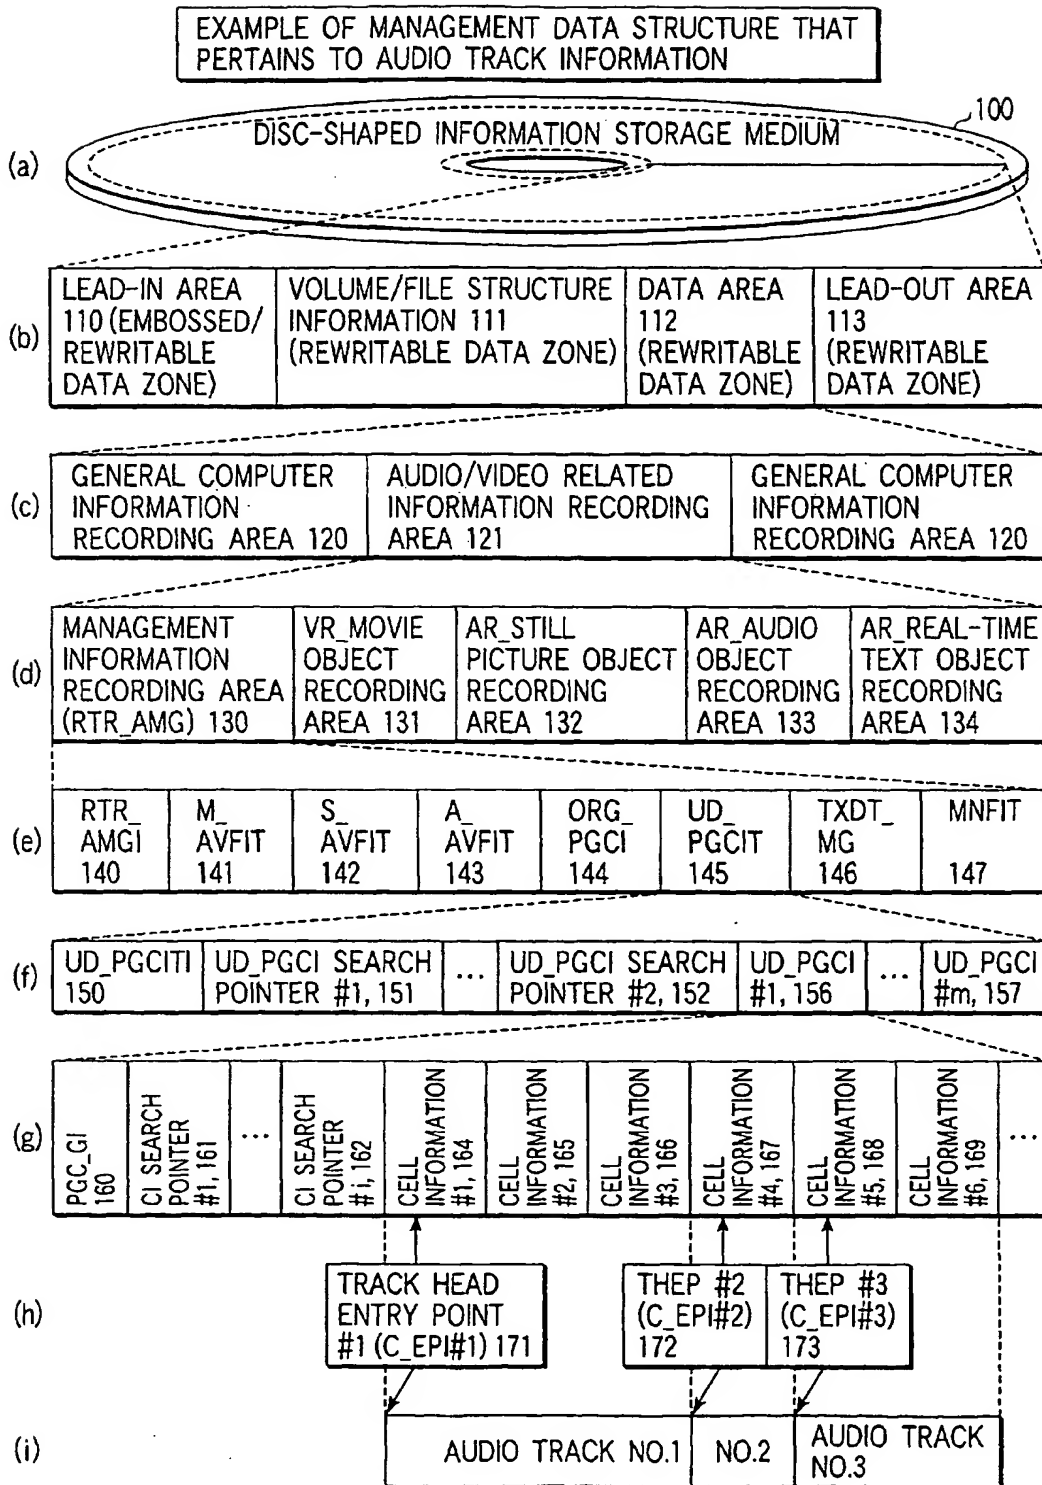 EXAMPLE OF MANAGEMENT DATA STRUCTURE THAT
PERTAINS TO AUDIO TRACK INFORMATION
100
DISC-SHAPED INFORMATION STORAGE MEDIUM
(a)
(b)
LEAD-IN AREA
110 (EMBOSSED/
REWRITABLE
DATA ZONE)
VOLUME/FILE STRUCTURE
INFORMATION 111
(REWRITABLE DATA ZONE)
DATA AREA
112
(REWRITABLE
DATA ZONE)
LEAD-OUT AREA
113
(REWRITABLE
DATA ZONE)
(c)
GENERAL COMPUTER
INFORMATION
RECORDING AREA 120
AUDIO/VIDEO RELATED
INFORMATION RECORDING
AREA 121
GENERAL COMPUTER
INFORMATION
RECORDING AREA 120
(d)
MANAGEMENT
INFORMATION
RECORDING AREA
(RTR_AMG) 130
VR_MOVIE
OBJECT
RECORDING
AREA 131
AR_STILL
PICTURE OBJECT
RECORDING
AREA 132
AR_AUDIO
OBJECT
RECORDING
AREA 133
AR_REAL-TIME
TEXT OBJECT
RECORDING
AREA 134
(e)
RTR_
AMGI
140
M_
AVFIT
141
S_
AVFIT
142
A_
AVFIT
143
ORG_
PGCI
144
UD_
PGCIT
145
TXDT_
MG
146
MNFIT
147
(f)
UD_PGCITI
150
UD_PGCI SEARCH
POINTER #1, 151
...
UD_PGCI SEARCH
POINTER #2, 152
UD_PGCI
#1, 156
...
UD_PGCI
#m, 157
(g)
PGC_GI
160
CI SEARCH
POINTER
#1, 161
...
CI SEARCH
POINTER
#i, 162
CELL
INFORMATION
#1, 164
CELL
INFORMATION
#2, 165
CELL
INFORMATION
#3, 166
CELL
INFORMATION
#4, 167
CELL
INFORMATION
#5, 168
CELL
INFORMATION
#6, 169
...
(h)
TRACK HEAD
ENTRY POINT
#1 (C_EPI#1) 171
THEP #2
(C_EPI#2)
172
THEP #3
(C_EPI#3)
173
(i)
AUDIO TRACK NO.1
NO.2
AUDIO TRACK
NO.3